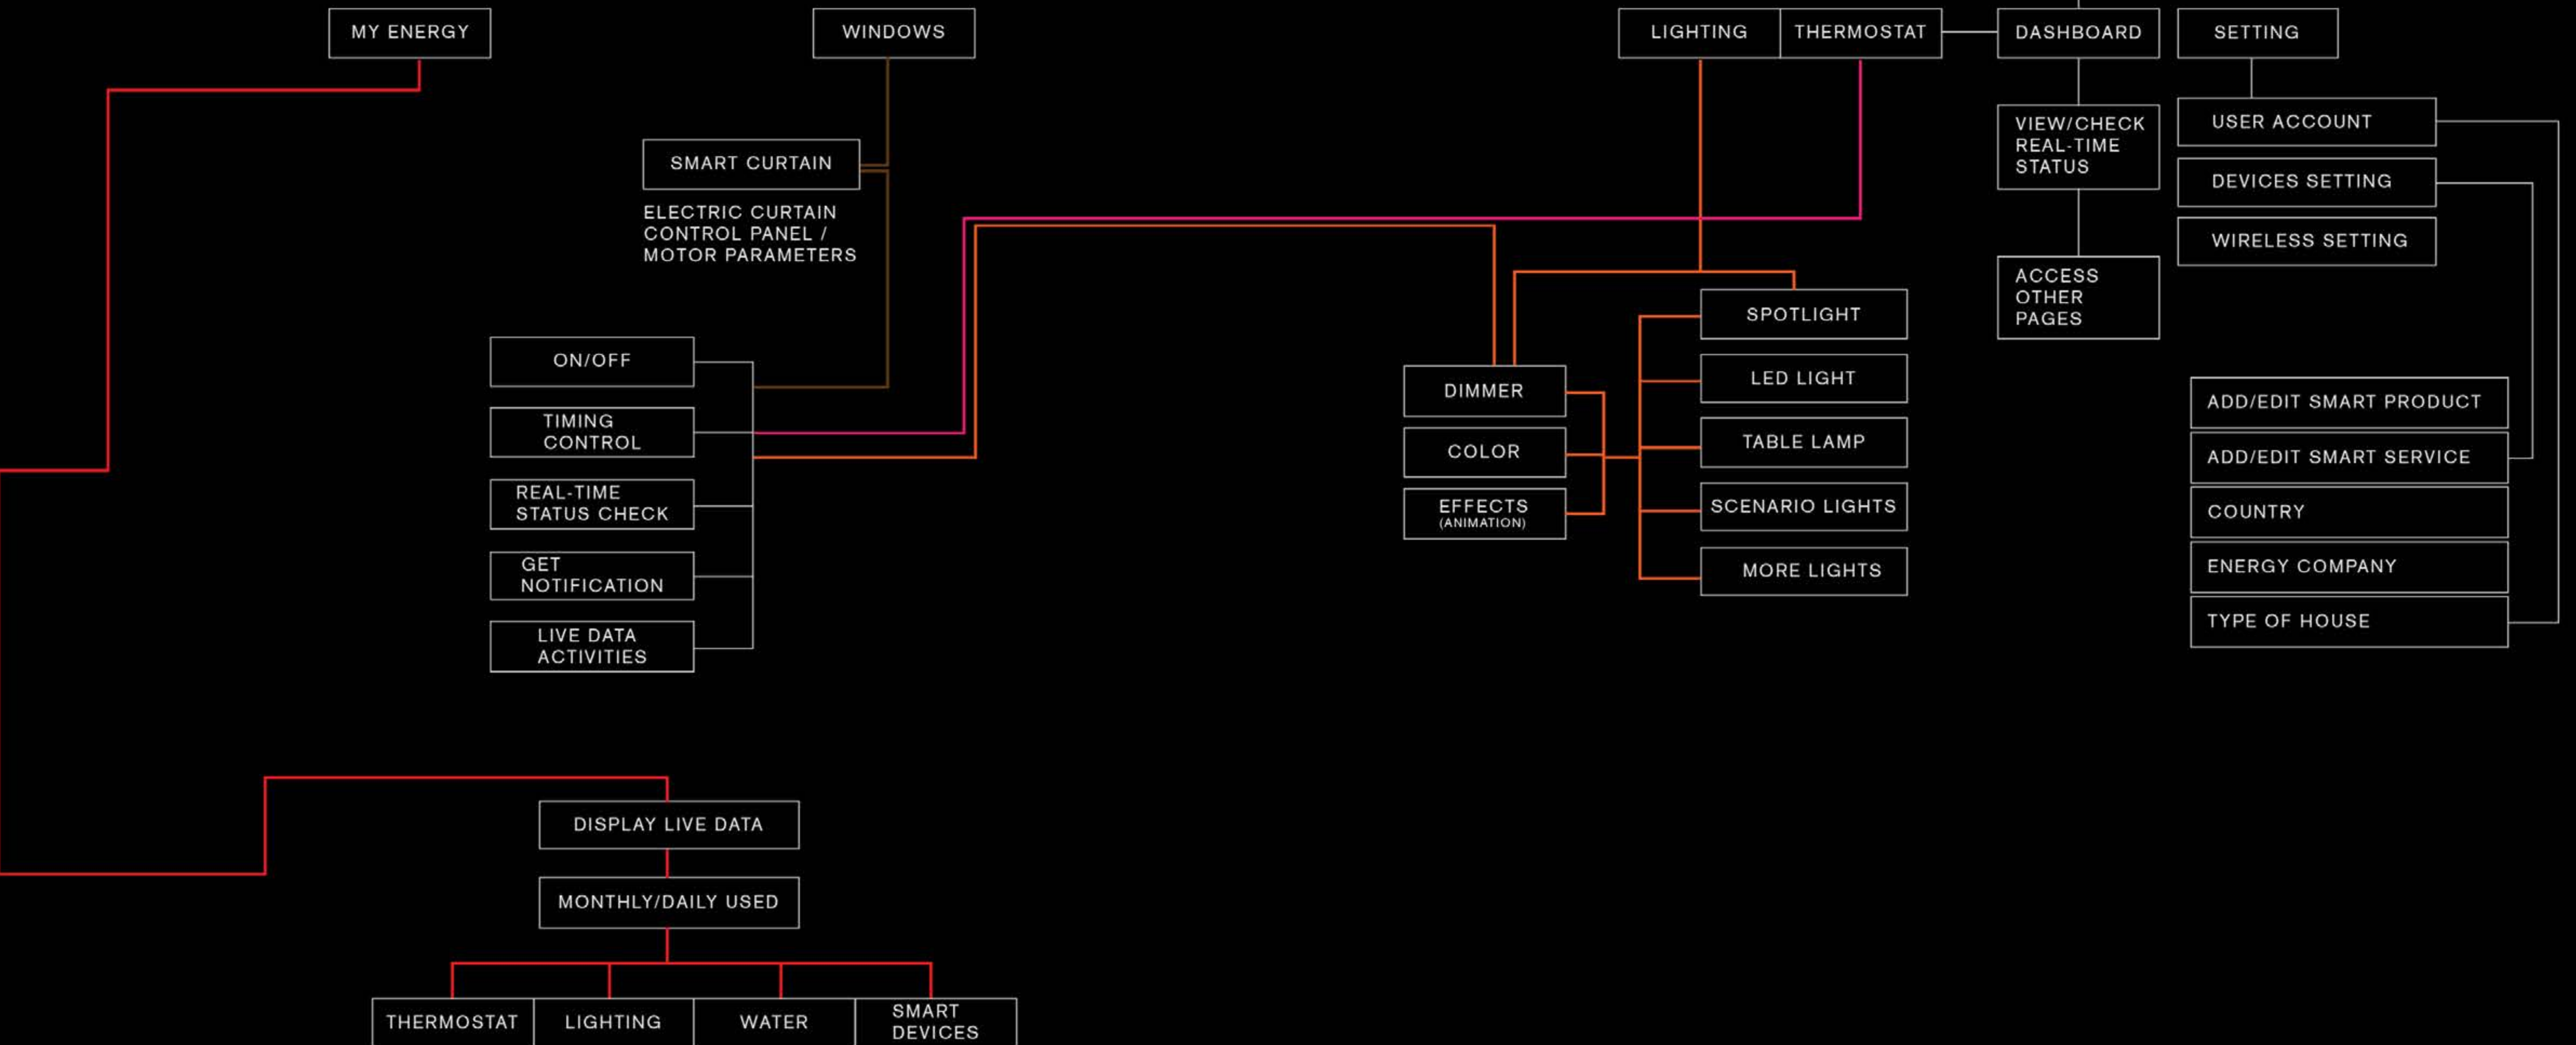 MY ENERGY
WINDOWS
LIGHTING
THERMOSTAT
DASHBOARD
SETTING
SMART CURTAIN
ELECTRIC CURTAIN
CONTROL PANEL /
MOTOR PARAMETERS
ON/OFF
TIMING
CONTROL
REAL-TIME
STATUS CHECK
GET
NOTIFICATION
LIVE DATA
ACTIVITIES
DIMMER
COLOR
EFFECTS
(ANIMATION)
SPOTLIGHT
LED LIGHT
TABLE LAMP
SCENARIO LIGHTS
MORE LIGHTS
VIEW/CHECK
REAL-TIME
STATUS
ACCESS
OTHER
PAGES
USER ACCOUNT
DEVICES SETTING
WIRELESS SETTING
ADD/EDIT SMART PRODUCT
ADD/EDIT SMART SERVICE
COUNTRY
ENERGY COMPANY
TYPE OF HOUSE
DISPLAY LIVE DATA
MONTHLY/DAILY USED
THERMOSTAT
LIGHTING
WATER
SMART
DEVICES